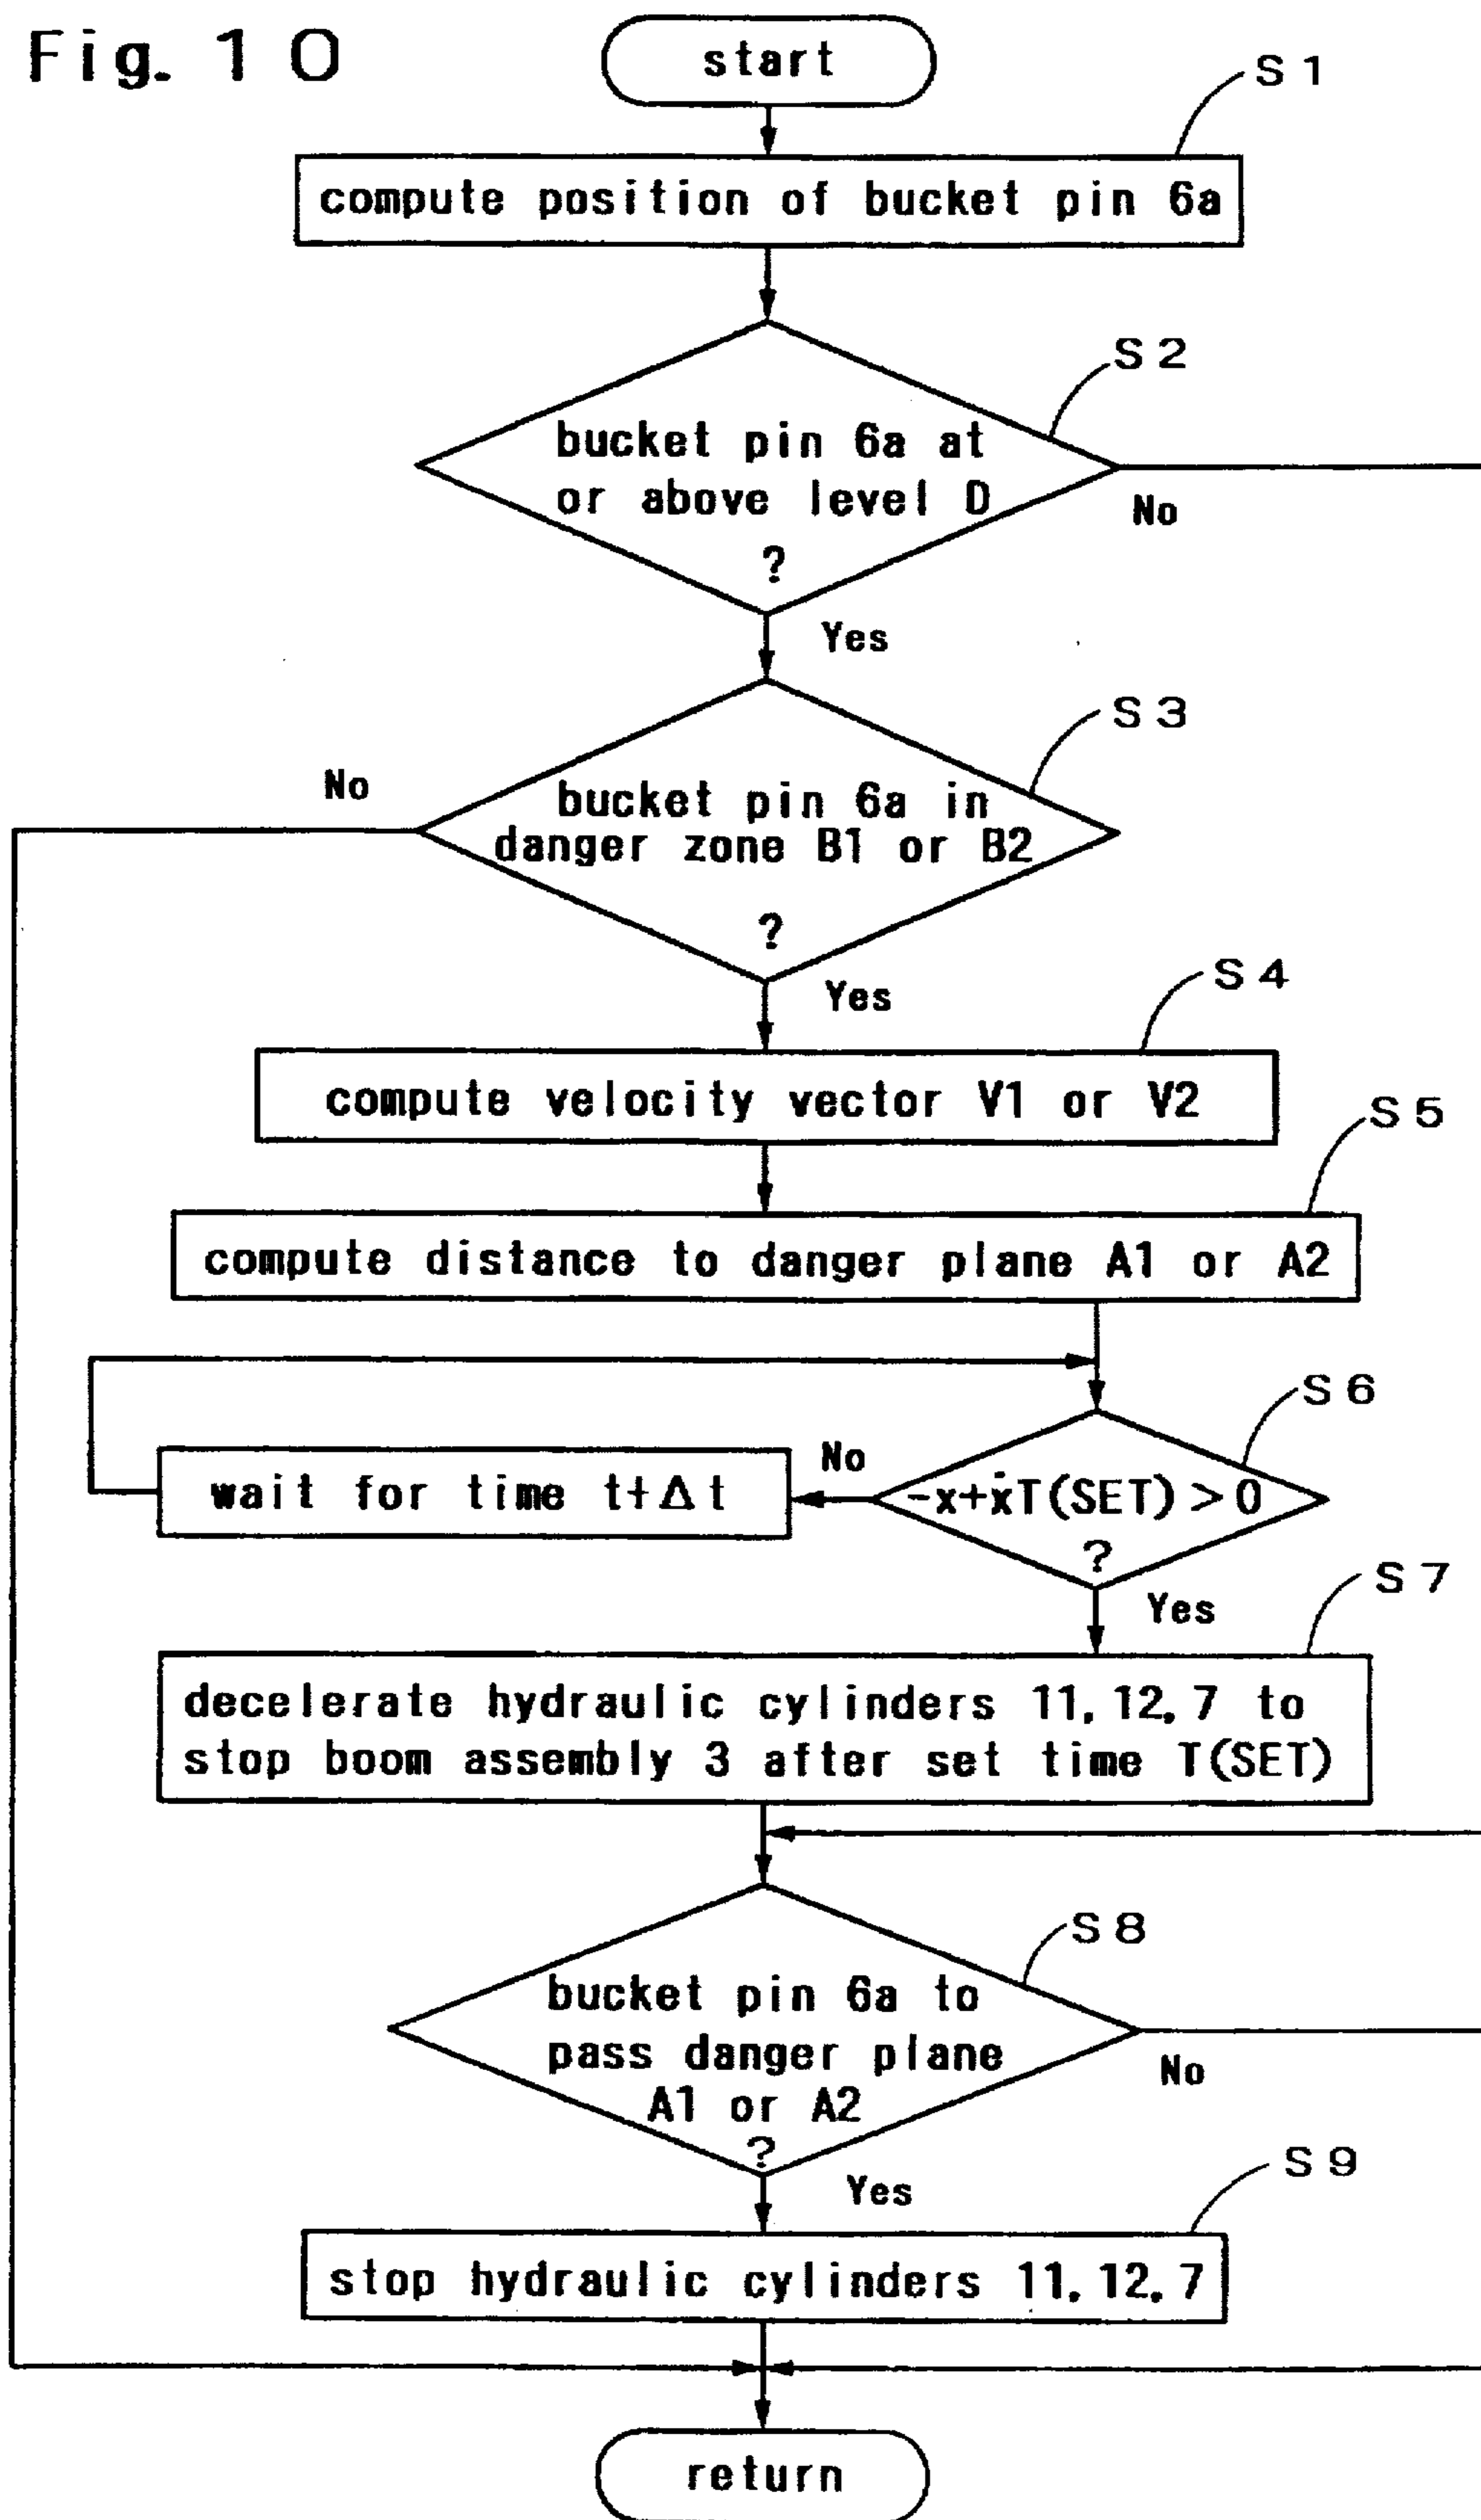 Fig. 10
start
S1
compute position of bucket pin 6a
S2
bucket pin 6a at
or above level D
?
No
Yes
S3
No
bucket pin 6a in
danger zone B1 or B2
?
Yes
S4
compute velocity vector V1 or V2
S5
compute distance to danger plane A1 or A2
S6
No
wait for time t+Δt
-x+ẋT(SET)>0
?
S7
Yes
decelerate hydraulic cylinders 11,12,7 to
stop boom assembly 3 after set time T(SET)
S8
bucket pin 6a to
pass danger plane
A1 or A2
?
No
S9
Yes
stop hydraulic cylinders 11,12,7
return